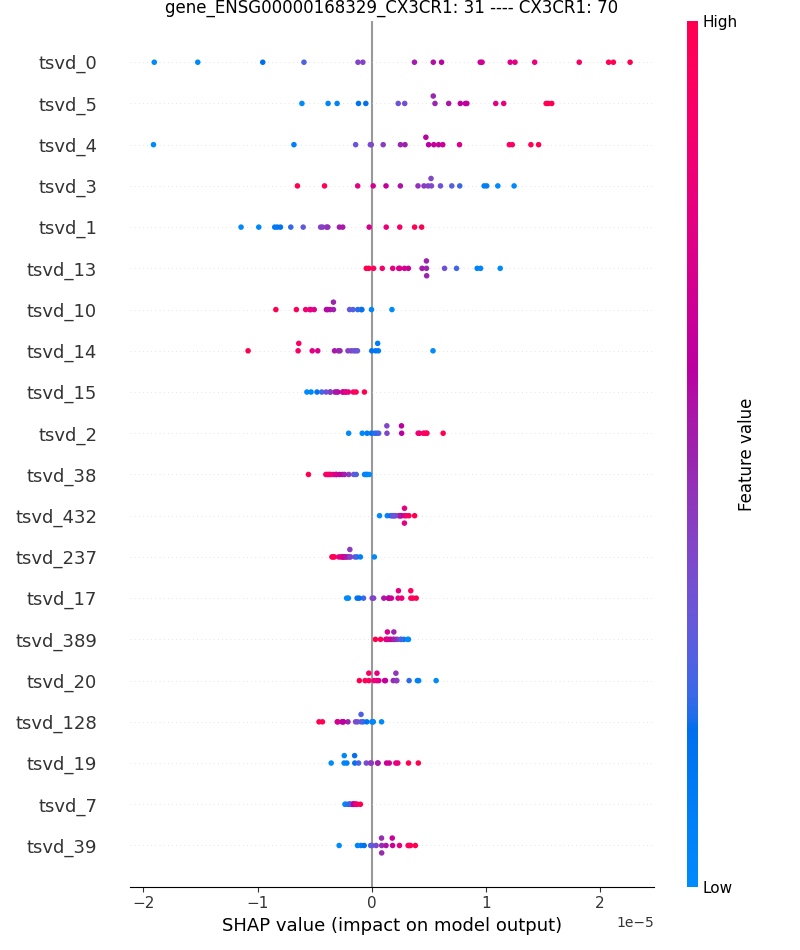 gene_ENSG00000168329_CX3CR1: 31 ---- CX3CR1: 70
High
tsvd_0
tsvd_5
tsvd_4
tsvd_3
tsvd_1
tsvd_13
tsvd_10
tsvd_14
tsvd_15
tsvd_2
tsvd_38
tsvd_432
tsvd_237
tsvd_17
tsvd_389
tsvd_20
tsvd_128
tsvd_19
tsvd_7
tsvd_39
Feature value
Low
−2 −1 0 1 2
1e−5
SHAP value (impact on model output)